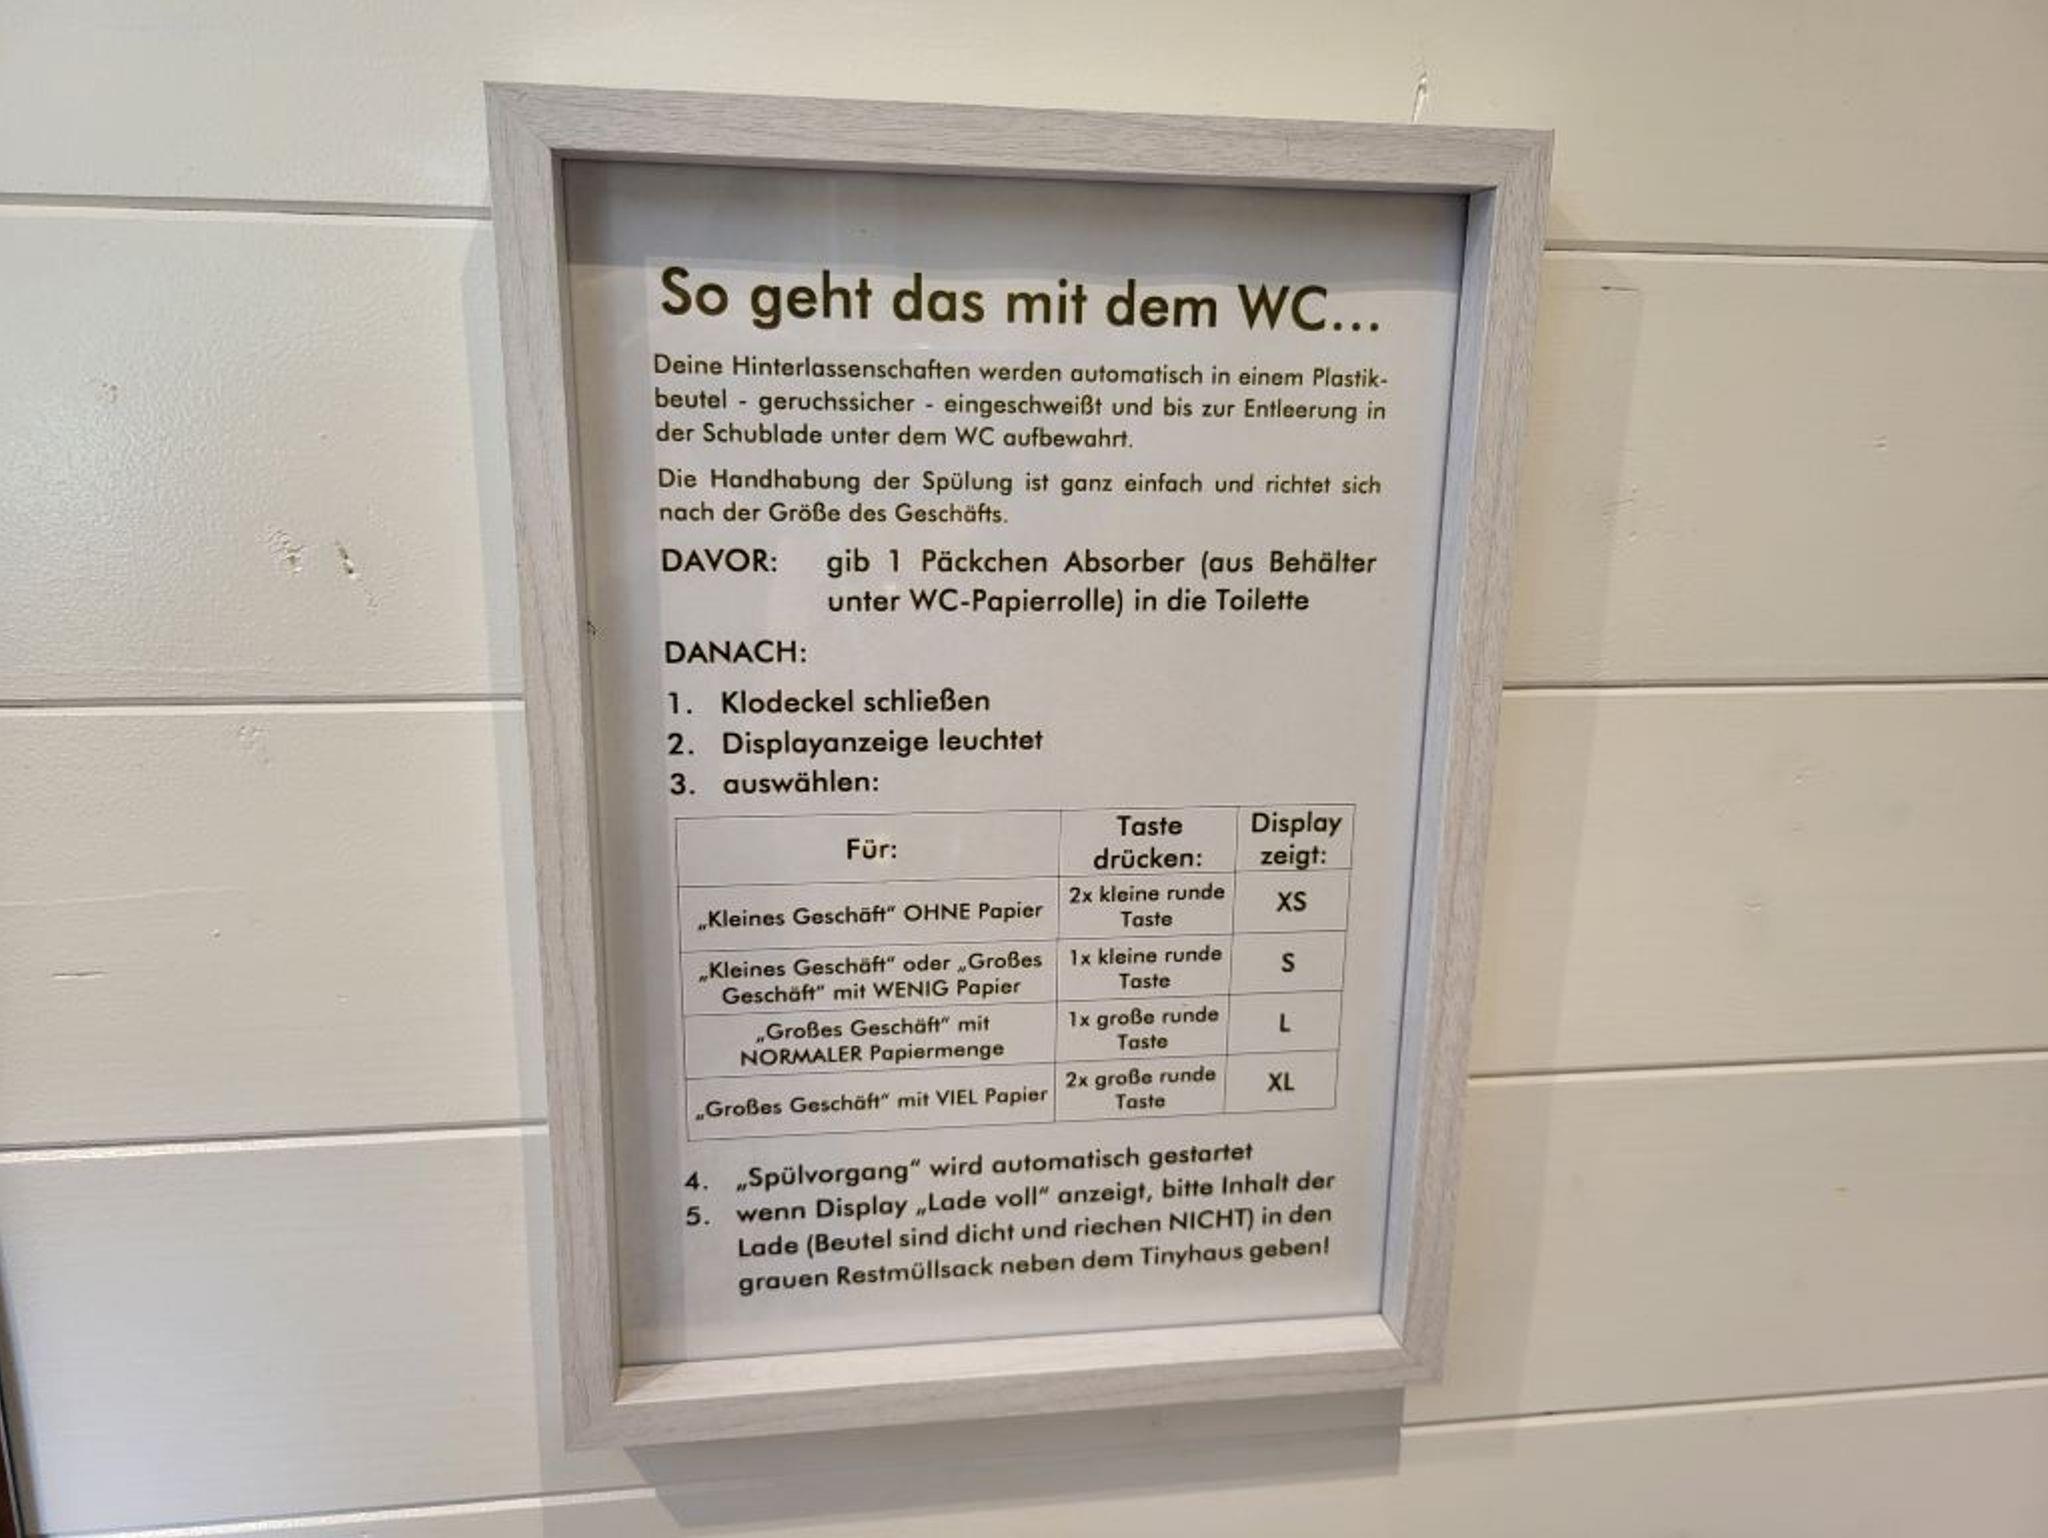 So geht das mit dem WC...
Deine Hinterlassenschaften werden automatisch in einem Plastik-
beutel - geruchssicher - eingeschweißt und bis zur Entleerung in
der Schublade unter dem WC aufbewahrt.
Die Handhabung der Spülung ist ganz einfach und richtet sich
nach der Größe des Geschäfts.
DAVOR: gib 1 Päckchen Absorber (aus Behälter
unter WC-Papierrolle) in die Toilette
DANACH:
1. Klodeckel schließen
2. Displayanzeige leuchtet
3. auswählen:
Für:
Taste
drücken:
Display
zeigt:
„Kleines Geschäft“ OHNE Papier
2x kleine runde
Taste
XS
„Kleines Geschäft“ oder „Großes
Geschäft“ mit WENIG Papier
1x kleine runde
Taste
S
„Großes Geschäft“ mit
NORMALER Papiermenge
1x große runde
Taste
L
„Großes Geschäft“ mit VIEL Papier
2x große runde
Taste
XL
4. „Spülvorgang“ wird automatisch gestartet
5. wenn Display „Lade voll“ anzeigt, bitte Inhalt der
Lade (Beutel sind dicht und riechen NICHT) in den
grauen Restmüllsack neben dem Tinyhaus geben!